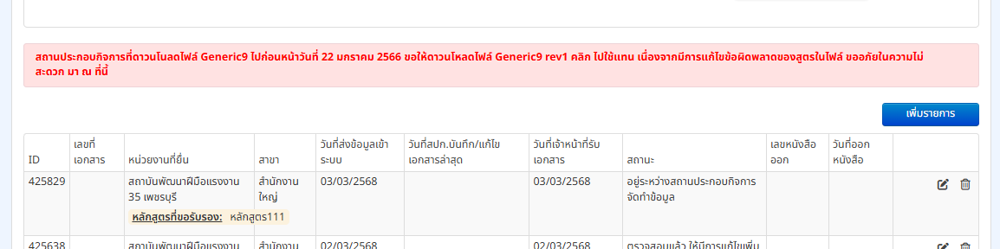 สถานประกอบกิจการที่ดาวนโนลดไฟล์ Generic9 ไปก่อนหน้าวันที่ 22 มกราคม 2566 ขอให้ดาวนโหลดไฟล์ Generic9 rev1 คลิก ไปใช้แทน เนื่องจากมีการแก้ไขข้อผิดพลาดของสูตรในไฟล์ ขออภัยในความไม่
สะดวก มา ณ ที่นี้
เพิ่มรายการ
ID เลขที่เอกสาร หน่วยงานที่ยื่น สาขา วันที่ส่งข้อมูลเข้าระบบ วันที่สปก.บันทึก/แก้ไขเอกสารล่าสุด วันที่เจ้าหน้าที่รับเอกสาร สถานะ เลขหนังสือออก วันที่ออกหนังสือ
425829 สถาบันพัฒนาฝีมือแรงงาน สำนักงาน 03/03/2568 03/03/2568 อยู่ระหว่างสถานประกอบกิจการ
35 เพชรบุรี ใหญ่ จัดทำข้อมูล
หลักสูตรที่ขอรับรอง: หลักสูตร111
425638 สถาบันพัฒนาฝีมือแรงงาน สำนักงาน 02/03/2568 02/03/2568 ตรวจสอบแล้ว ให้มีการแก้ไขเพิ่ม